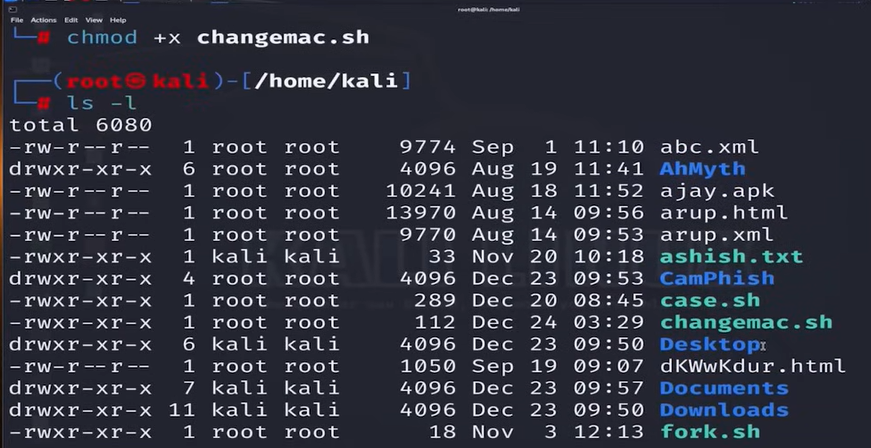 root@kali: /home/kali
File Actions Edit View Help
└─# chmod +x changemac.sh
┌──(root㉿kali)-[/home/kali]
└─# ls -l
total 6080
-rw-r--r-- 1 root root 9774 Sep 1 11:10 abc.xml
drwxr-xr-x 6 root root 4096 Aug 19 11:41 AhMyth
-rw-r--r-- 1 root root 10241 Aug 18 11:52 ajay.apk
-rw-r--r-- 1 root root 13970 Aug 14 09:56 arup.html
-rw-r--r-- 1 root root 9770 Aug 14 09:53 arup.xml
-rwxr-xr-x 1 kali kali 33 Nov 20 10:18 ashish.txt
drwxr-xr-x 4 root root 4096 Dec 23 09:53 CamPhish
-rwxr-xr-x 1 root root 289 Dec 20 08:45 case.sh
-rwxr-xr-x 1 root root 112 Dec 24 03:29 changemac.sh
drwxr-xr-x 6 kali kali 4096 Dec 23 09:50 Desktop
-rw-r--r-- 1 root root 1050 Sep 19 09:07 dKWwKdur.html
drwxr-xr-x 7 kali kali 4096 Dec 23 09:57 Documents
drwxr-xr-x 11 kali kali 4096 Dec 23 09:50 Downloads
-rwxr-xr-x 1 root root 18 Nov 3 12:13 fork.sh